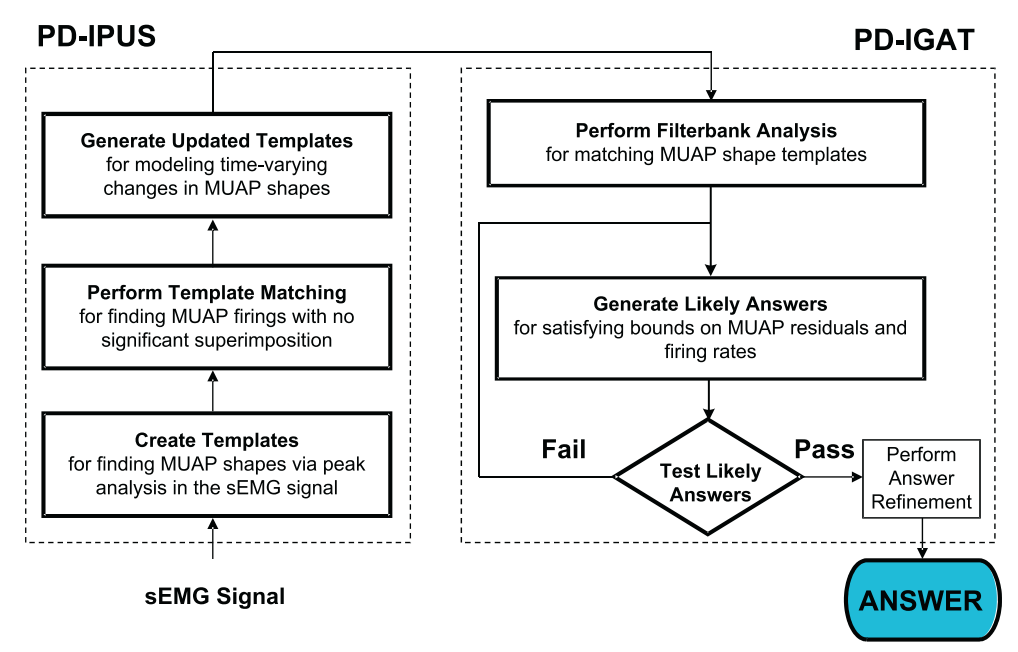 PD-IPUS
Generate Updated Templates
for modeling time-varying
changes in MUAP shapes
Perform Template Matching
for finding MUAP firings with no
significant superimposition
Create Templates
for finding MUAP shapes via peak
analysis in the sEMG signal
sEMG Signal
PD-IGAT
Perform Filterbank Analysis
for matching MUAP shape templates
Generate Likely Answers
for satisfying bounds on MUAP residuals and
firing rates
Fail
Test Likely
Answers
Pass
Perform
Answer
Refinement
ANSWER